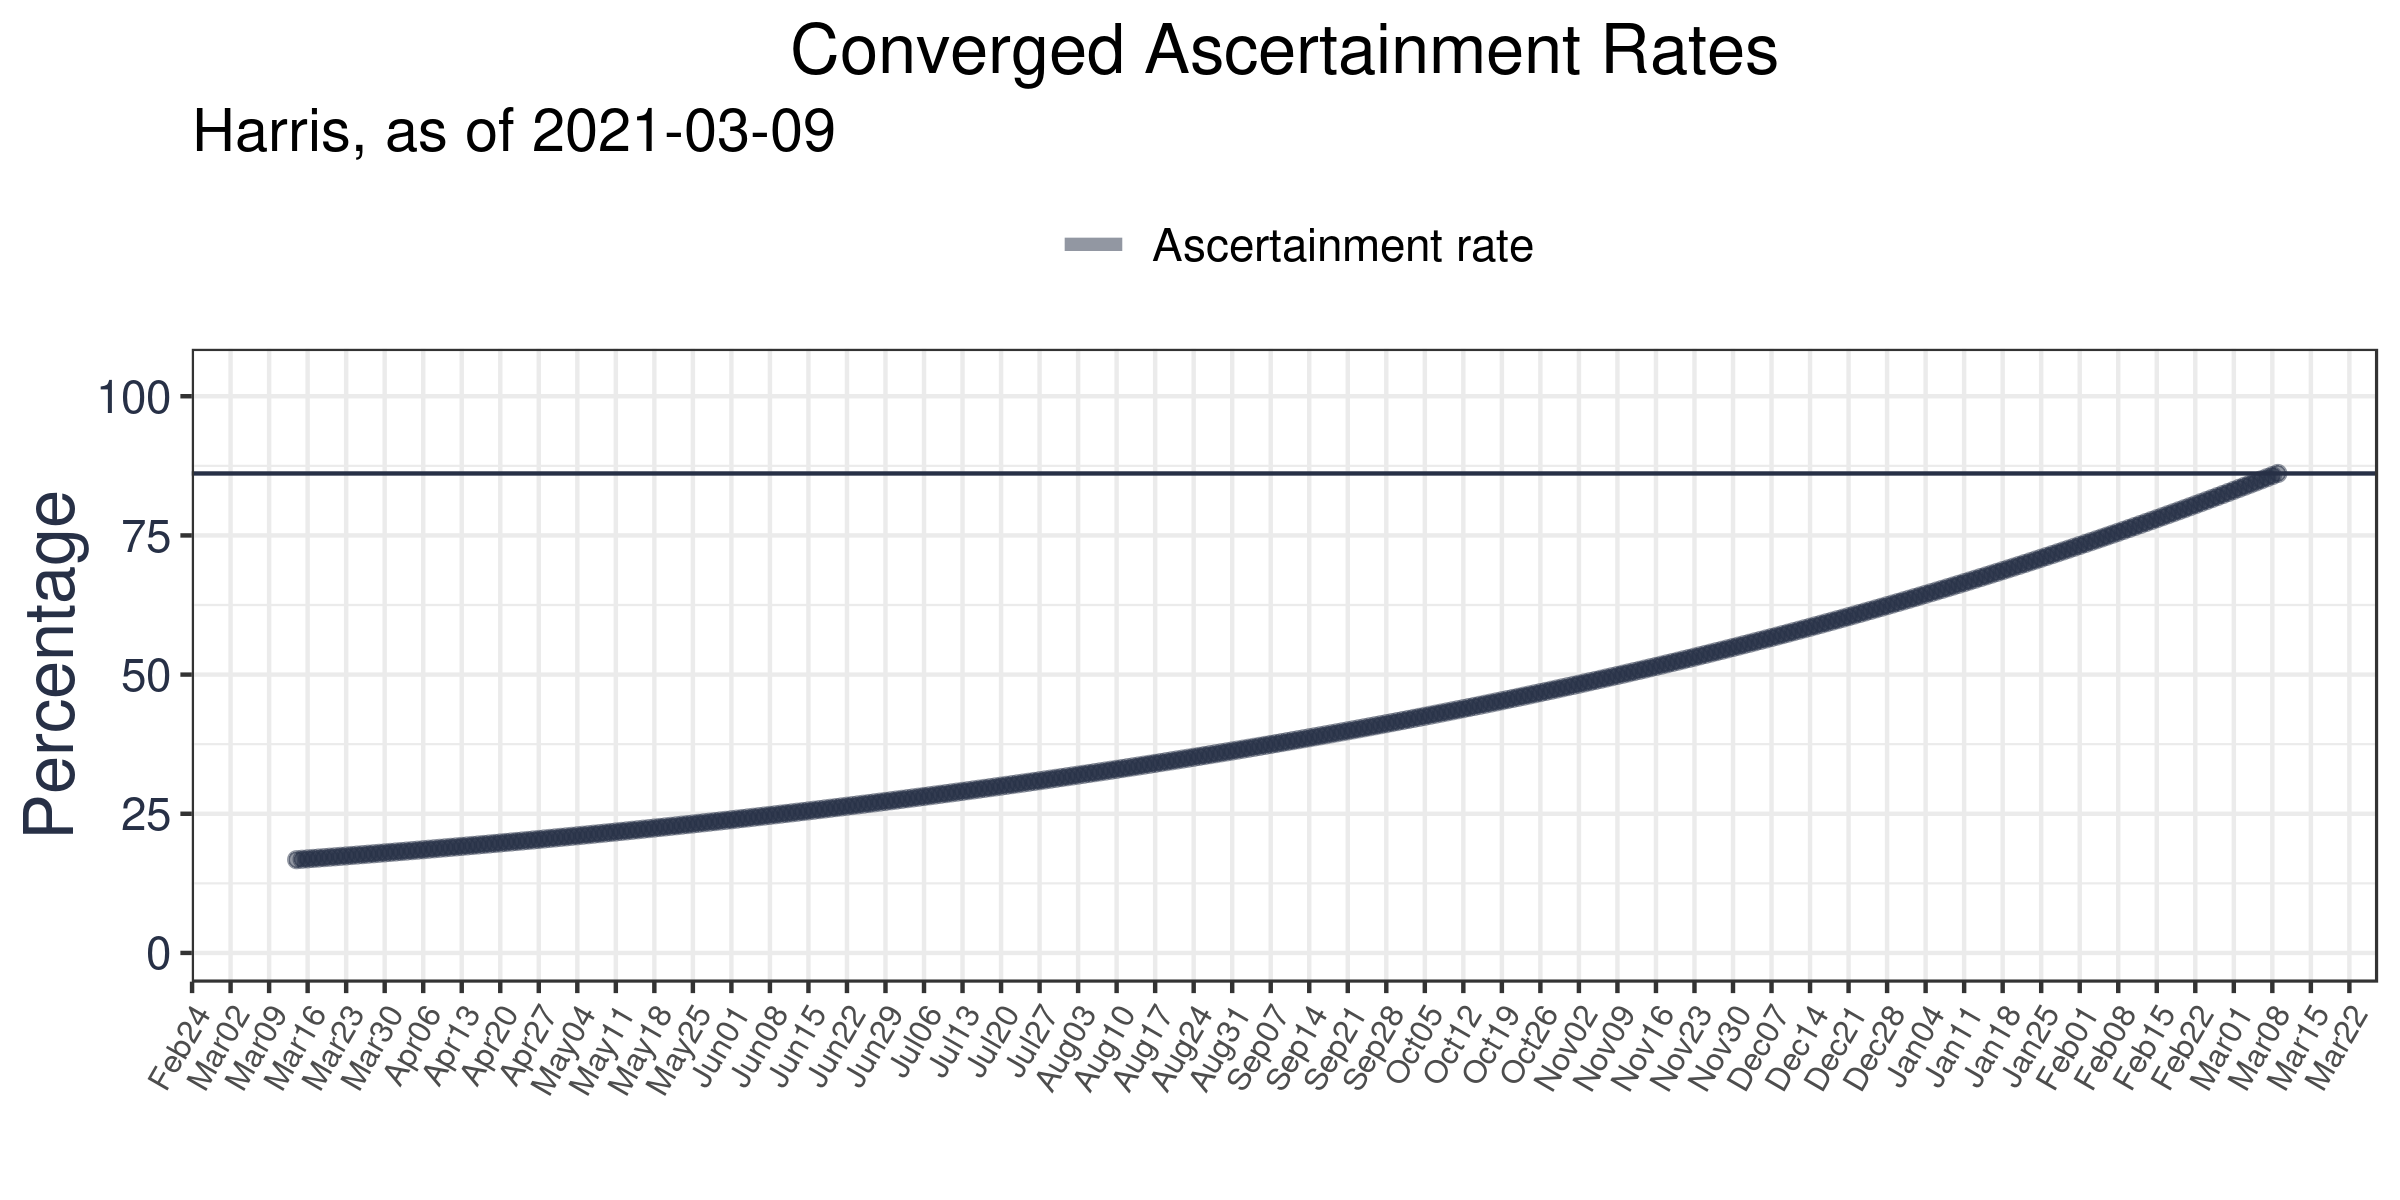 Converged Ascertainment Rates
Harris, as of 2021-03-09
Ascertainment rate
Percentage
100
75
50
25
0
Feb24
Mar02
Mar09
Mar16
Mar23
Mar30
Apr06
Apr13
Apr20
Apr27
May04
May11
May18
May25
Jun01
Jun08
Jun15
Jun22
Jun29
Jul06
Jul13
Jul20
Jul27
Aug03
Aug10
Aug17
Aug24
Aug31
Sep07
Sep14
Sep21
Sep28
Oct05
Oct12
Oct19
Oct26
Nov02
Nov09
Nov16
Nov23
Nov30
Dec07
Dec14
Dec21
Dec28
Jan04
Jan11
Jan18
Jan25
Feb01
Feb08
Feb15
Feb22
Mar01
Mar08
Mar15
Mar22